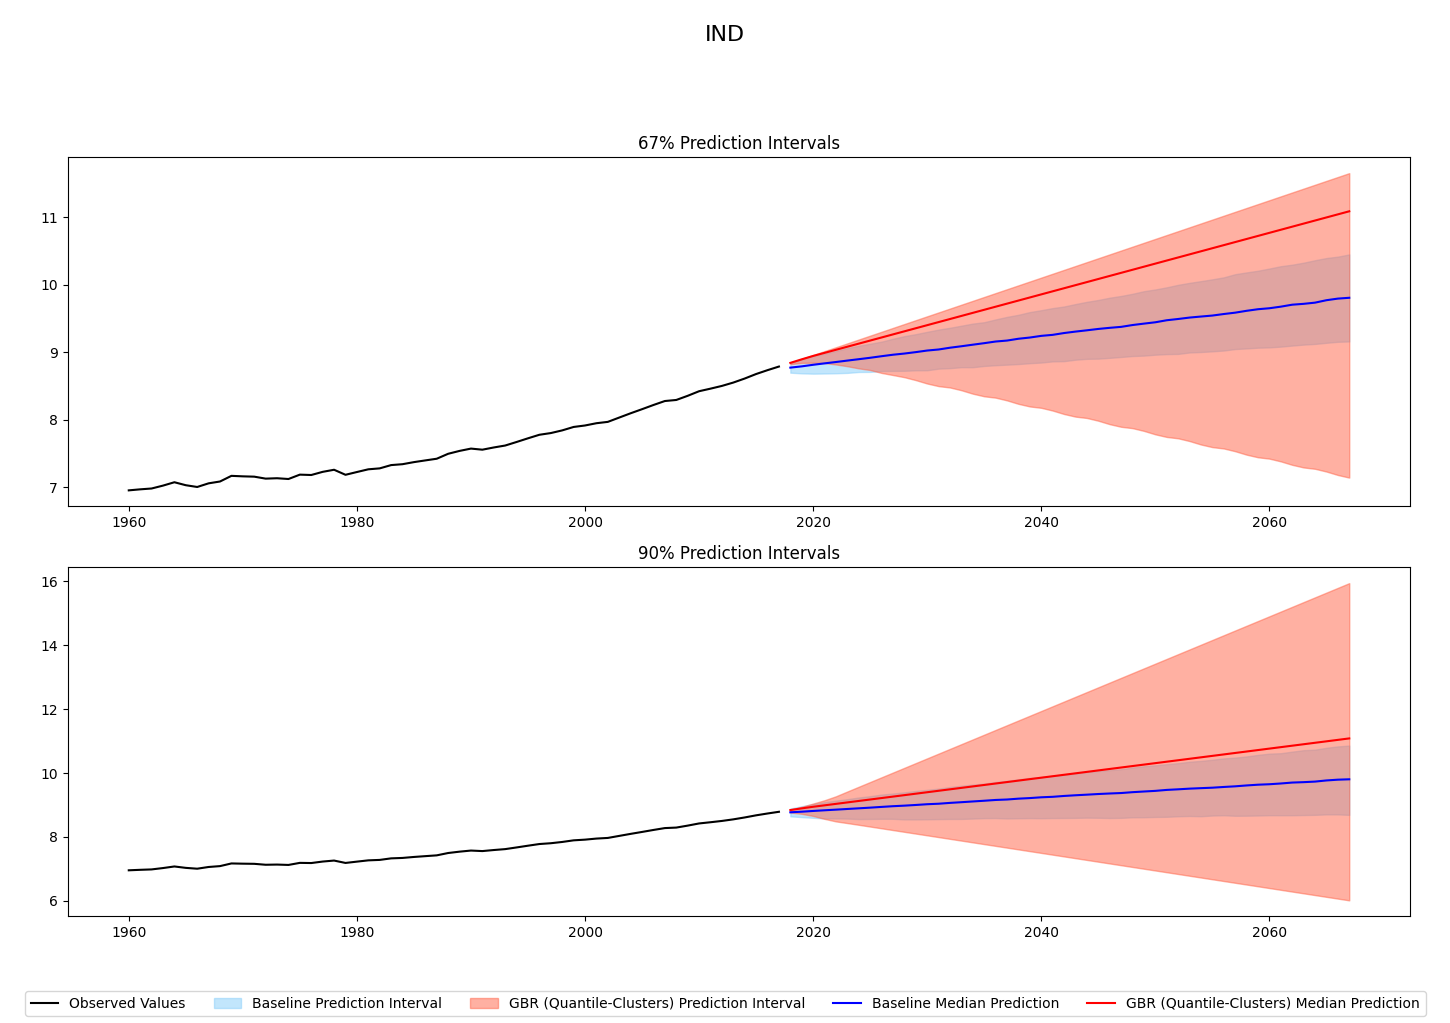 IND
67% Prediction Intervals
11
10
9
8
7
1960 1980 2000 2020 2040 2060
90% Prediction Intervals
16
14
12
10
8
6
1960 1980 2000 2020 2040 2060
Observed Values Baseline Prediction Interval GBR (Quantile-Clusters) Prediction Interval Baseline Median Prediction GBR (Quantile-Clusters) Median Prediction